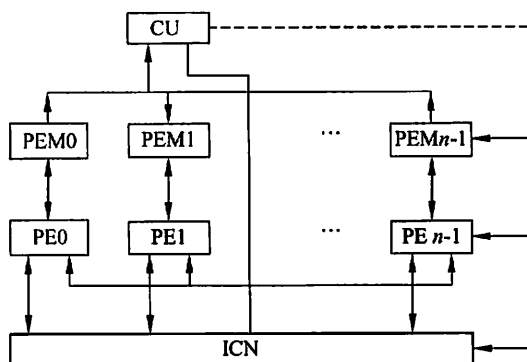 CU
PEM0 PEM1 ... PEMn-1
PE0 PE1 ... PE n-1
ICN